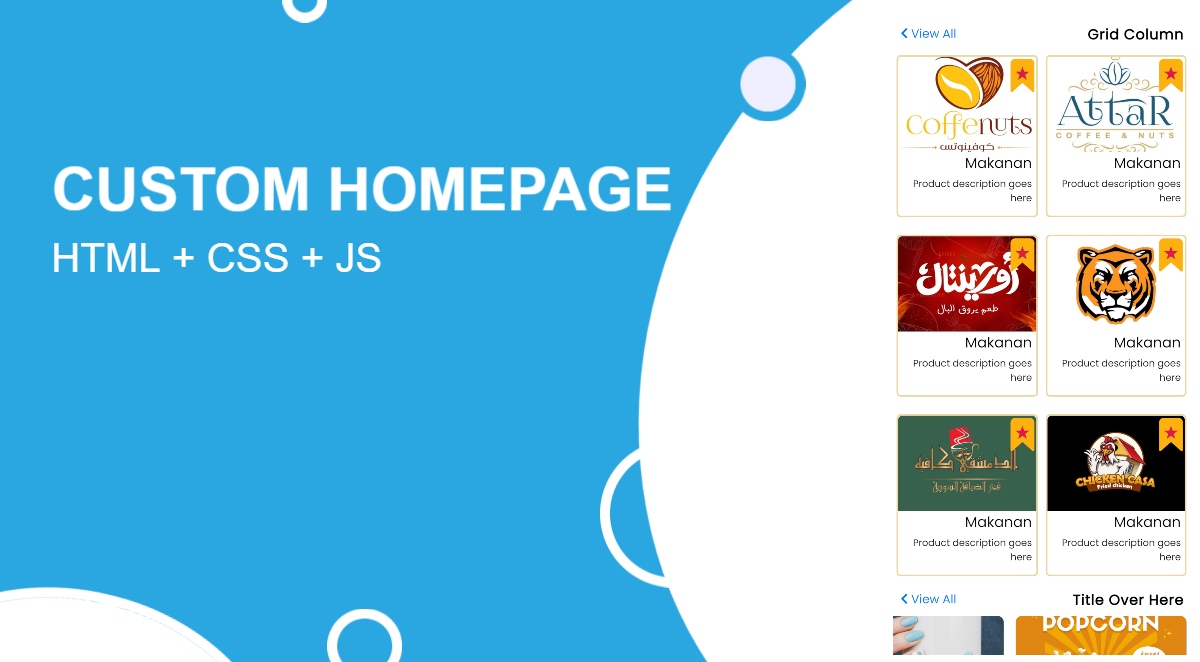 CUSTOM HOMEPAGE
HTML + CSS + JS
View All
Grid Column
Coffenuts
كوفينوتس
Makanan
Product description goes
here
AttaR
COFFEE & NUTS
Makanan
Product description goes
here
أورينتال
طعم يروق البال
Makanan
Product description goes
here
Makanan
Product description goes
here
الدمشقي كافيه
Makanan
Product description goes
here
CHICKEN CASA
Fried chicken
Makanan
Product description goes
here
View All
Title Over Here
POPCORN